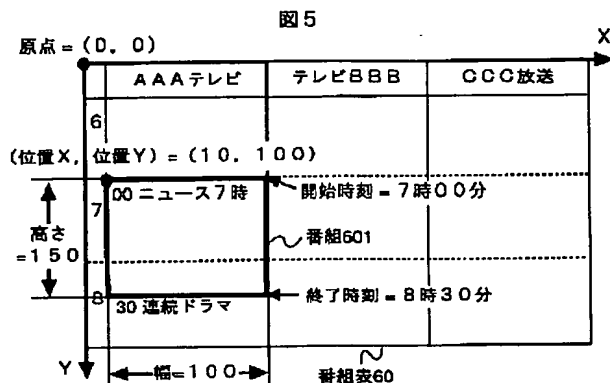 図5
原点=(0, 0)
X
AAAテレビ
テレビBBB
CCC放送
6
(位置X, 位置Y)=(10, 100)
00 ニュース7時
開始時刻=7時00分
7
高さ
=150
番組601
8
30 連続ドラマ
終了時刻=8時30分
Y
幅=100
番組表60